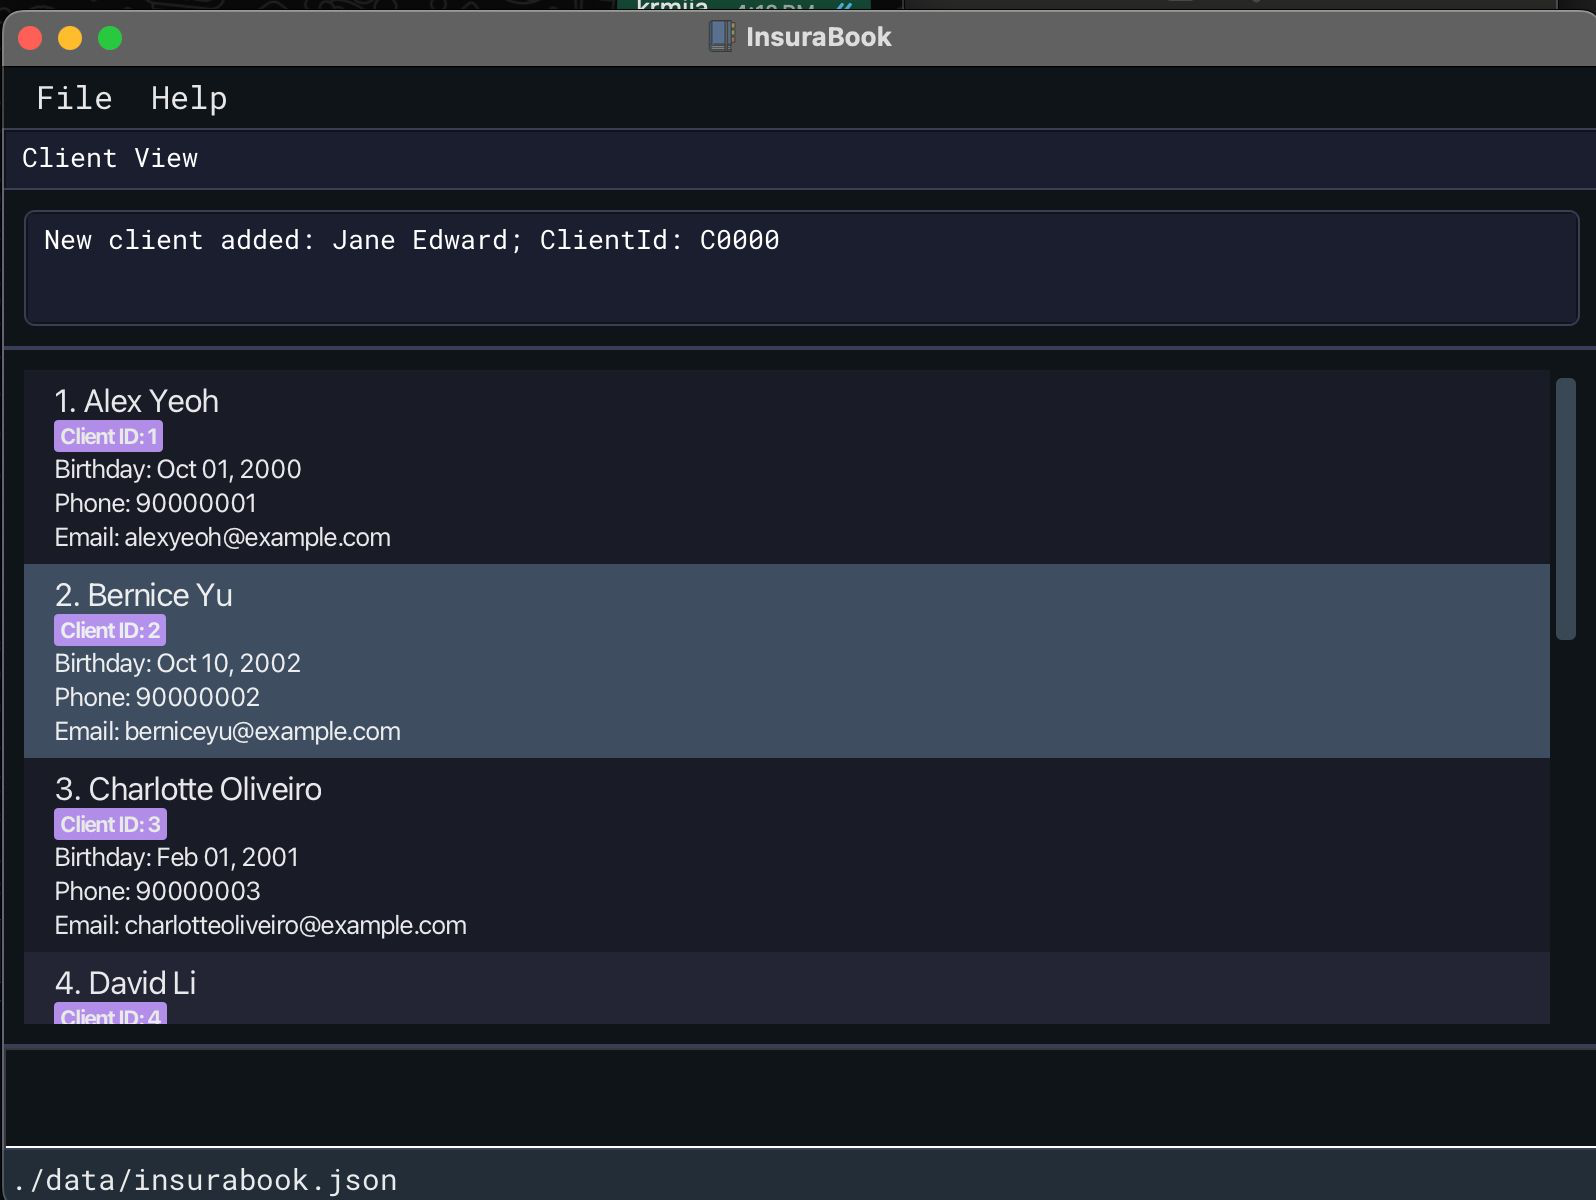 InsuraBook
File Help
Client View
New client added: Jane Edward; ClientId: C0000
1. Alex Yeoh
Client ID: 1
Birthday: Oct 01, 2000
Phone: 90000001
Email: alexyeoh@example.com
2. Bernice Yu
Client ID: 2
Birthday: Oct 10, 2002
Phone: 90000002
Email: berniceyu@example.com
3. Charlotte Oliveiro
Client ID: 3
Birthday: Feb 01, 2001
Phone: 90000003
Email: charlotteoliveiro@example.com
4. David Li
Client ID: 4
./data/insurabook.json